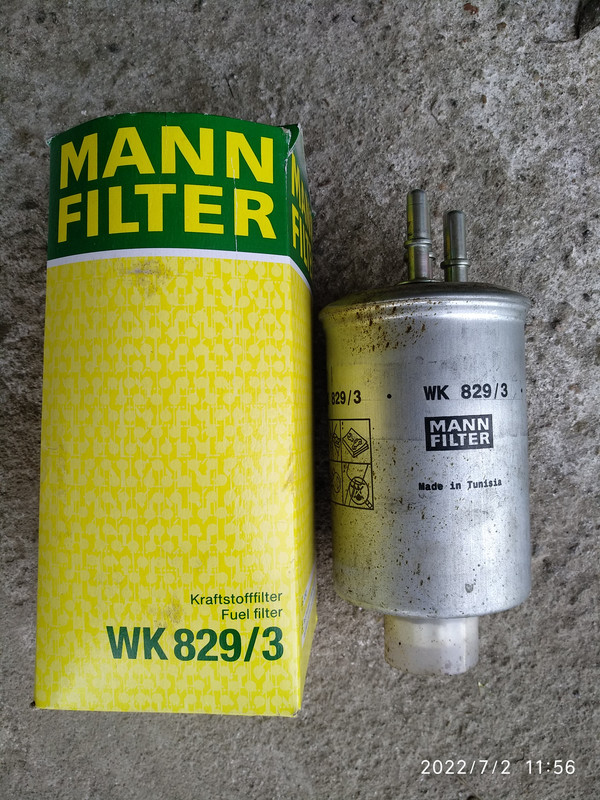 MANN
FILTER
Kraftstofffilter
Fuel filter
WK 829/3
829/3
WK 829/3
MANN
FILTER
Made in Tunisia
2022/7/2 11:56